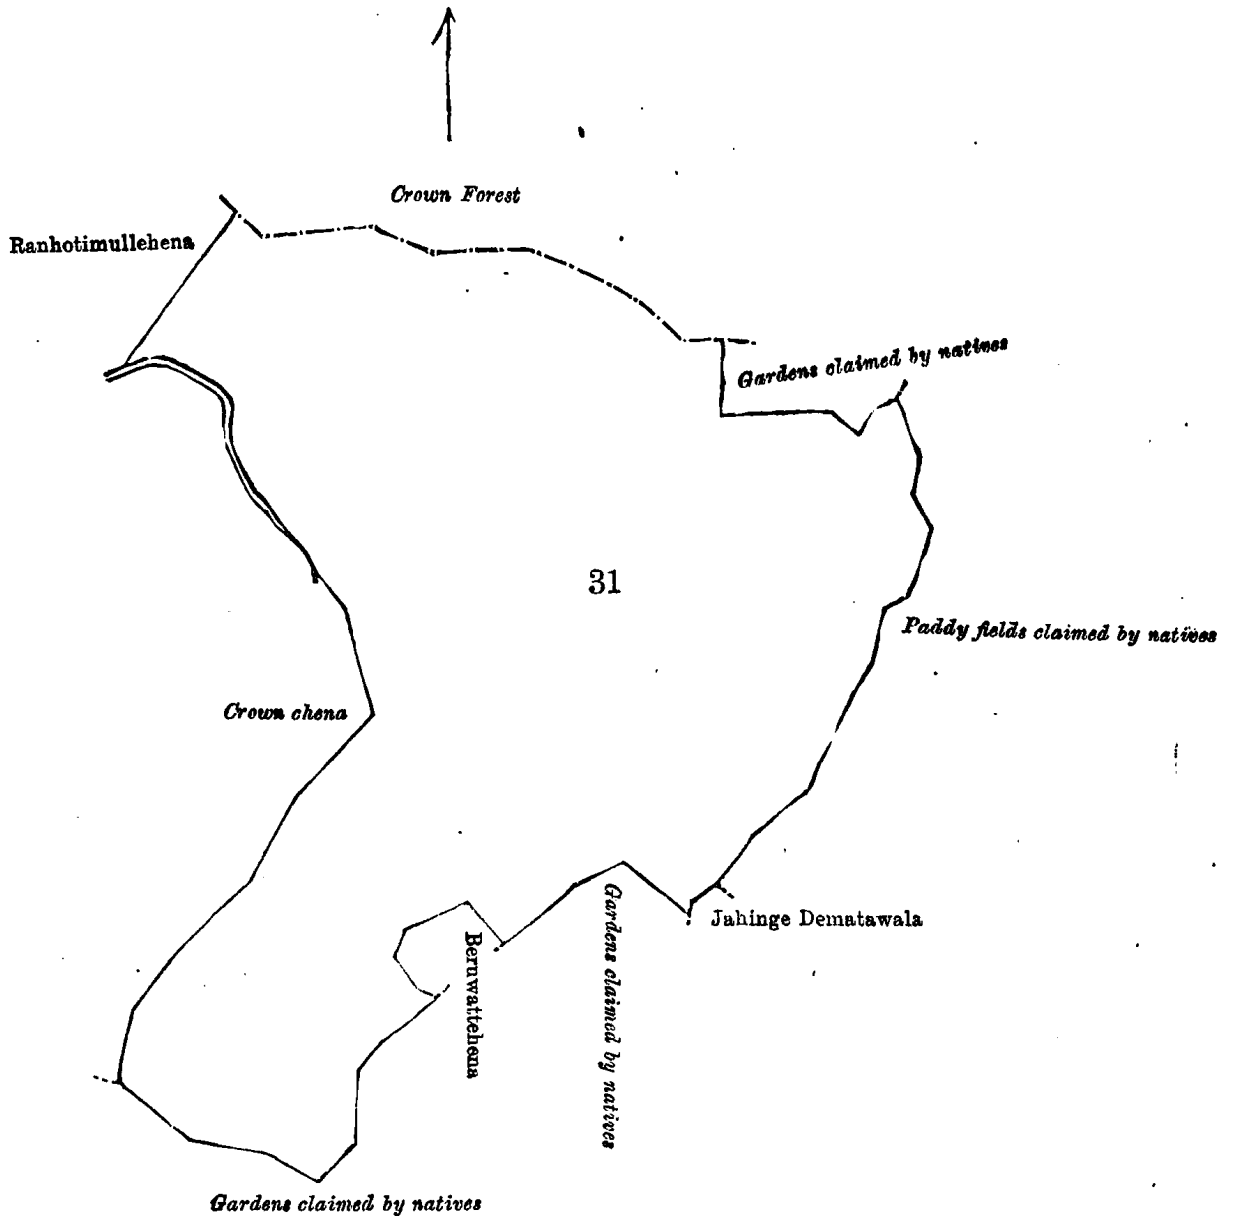 Crown Forest
Ranhotimullehena
Gardens claimed by natives
31
Paddy fields claimed by natives
Crown chena
Jahinge Dematawala
Gardens claimed by natives
Beruwattehena
Gardens claimed by natives